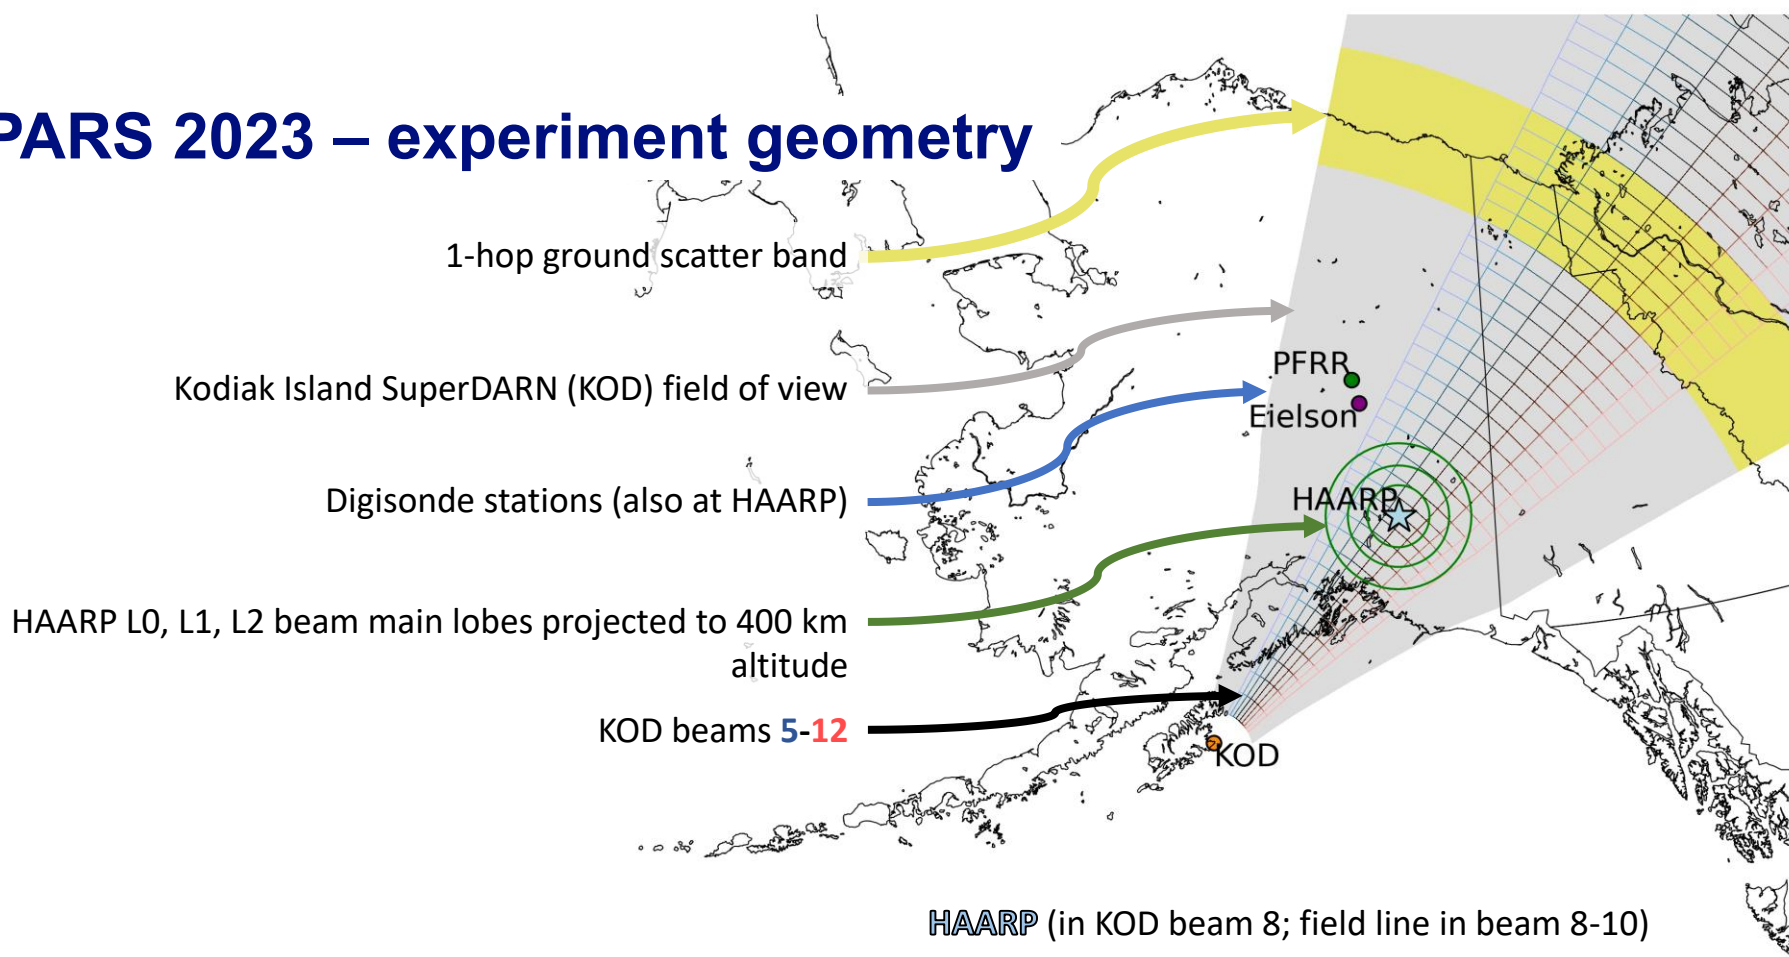 PARS 2023 – experiment geometry
1-hop ground scatter band
Kodiak Island SuperDARN (KOD) field of view
PFRR
Eielson
Digisonde stations (also at HAARP)
HAARP
HAARP L0, L1, L2 beam main lobes projected to 400 km
altitude
KOD beams 5-12
KOD
HAARP (in KOD beam 8; field line in beam 8-10)